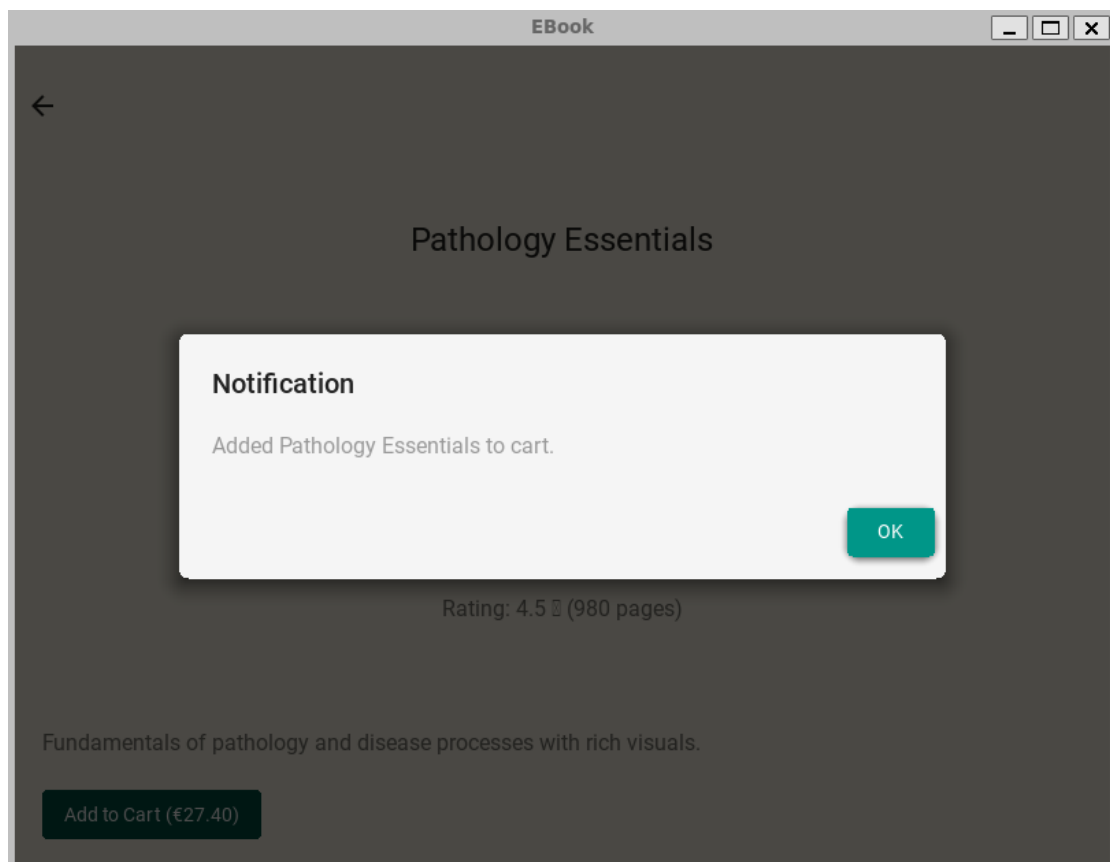 EBook
Pathology Essentials
Notification
Added Pathology Essentials to cart.
OK
Rating: 4.5 (980 pages)
Fundamentals of pathology and disease processes with rich visuals.
Add to Cart (€27.40)